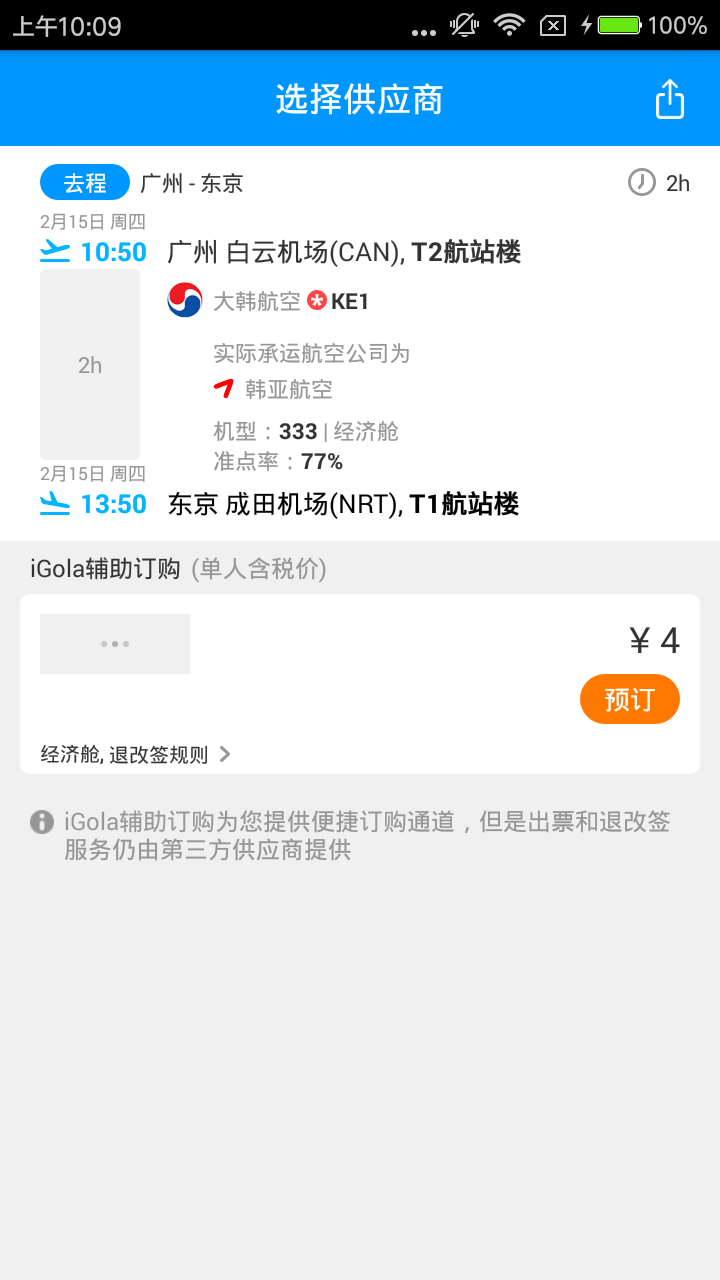 上午10:09
100%
选择供应商
去程 广州 - 东京 2h
2月15日 周四
10:50 广州 白云机场(CAN), T2航站楼
大韩航空 KE1
实际承运航空公司为
2h
韩亚航空
机型：333 | 经济舱
准点率：77%
2月15日 周四
13:50 东京 成田机场(NRT), T1航站楼
iGola辅助订购 (单人含税价)
¥ 4
预订
经济舱, 退改签规则
iGola辅助订购为您提供便捷订购通道，但是出票和退改签
服务仍由第三方供应商提供